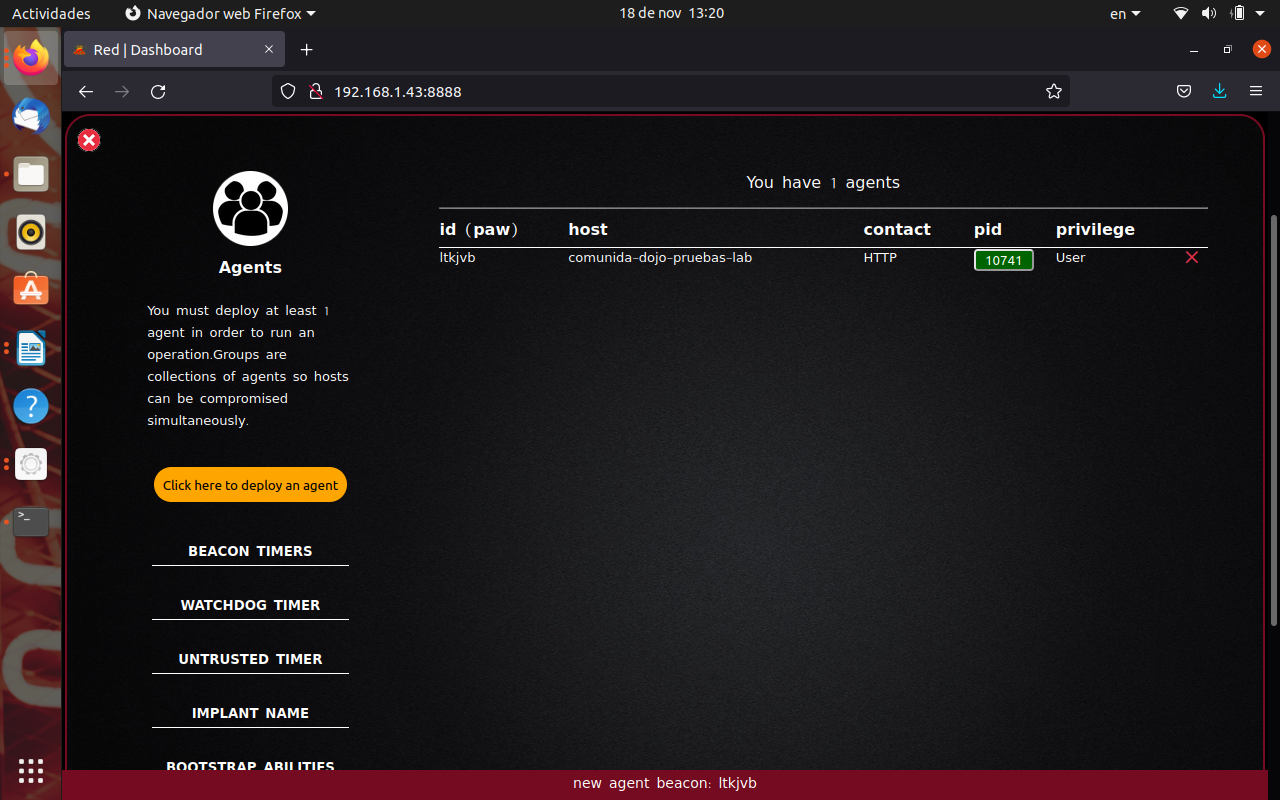 Actividades
Navegador web Firefox
18 de nov 13:20
en
Red | Dashboard
192.168.1.43:8888
Agents
You must deploy at least 1
agent in order to run an
operation.Groups are
collections of agents so hosts
can be compromised
simultaneously.
Click here to deploy an agent
BEACON TIMERS
WATCHDOG TIMER
UNTRUSTED TIMER
IMPLANT NAME
BOOTSTRAP ABILITIES
You have 1 agents
id (paw) host contact pid privilege
ltkjvb comunida-dojo-pruebas-lab HTTP 10741 User
new agent beacon: ltkjvb